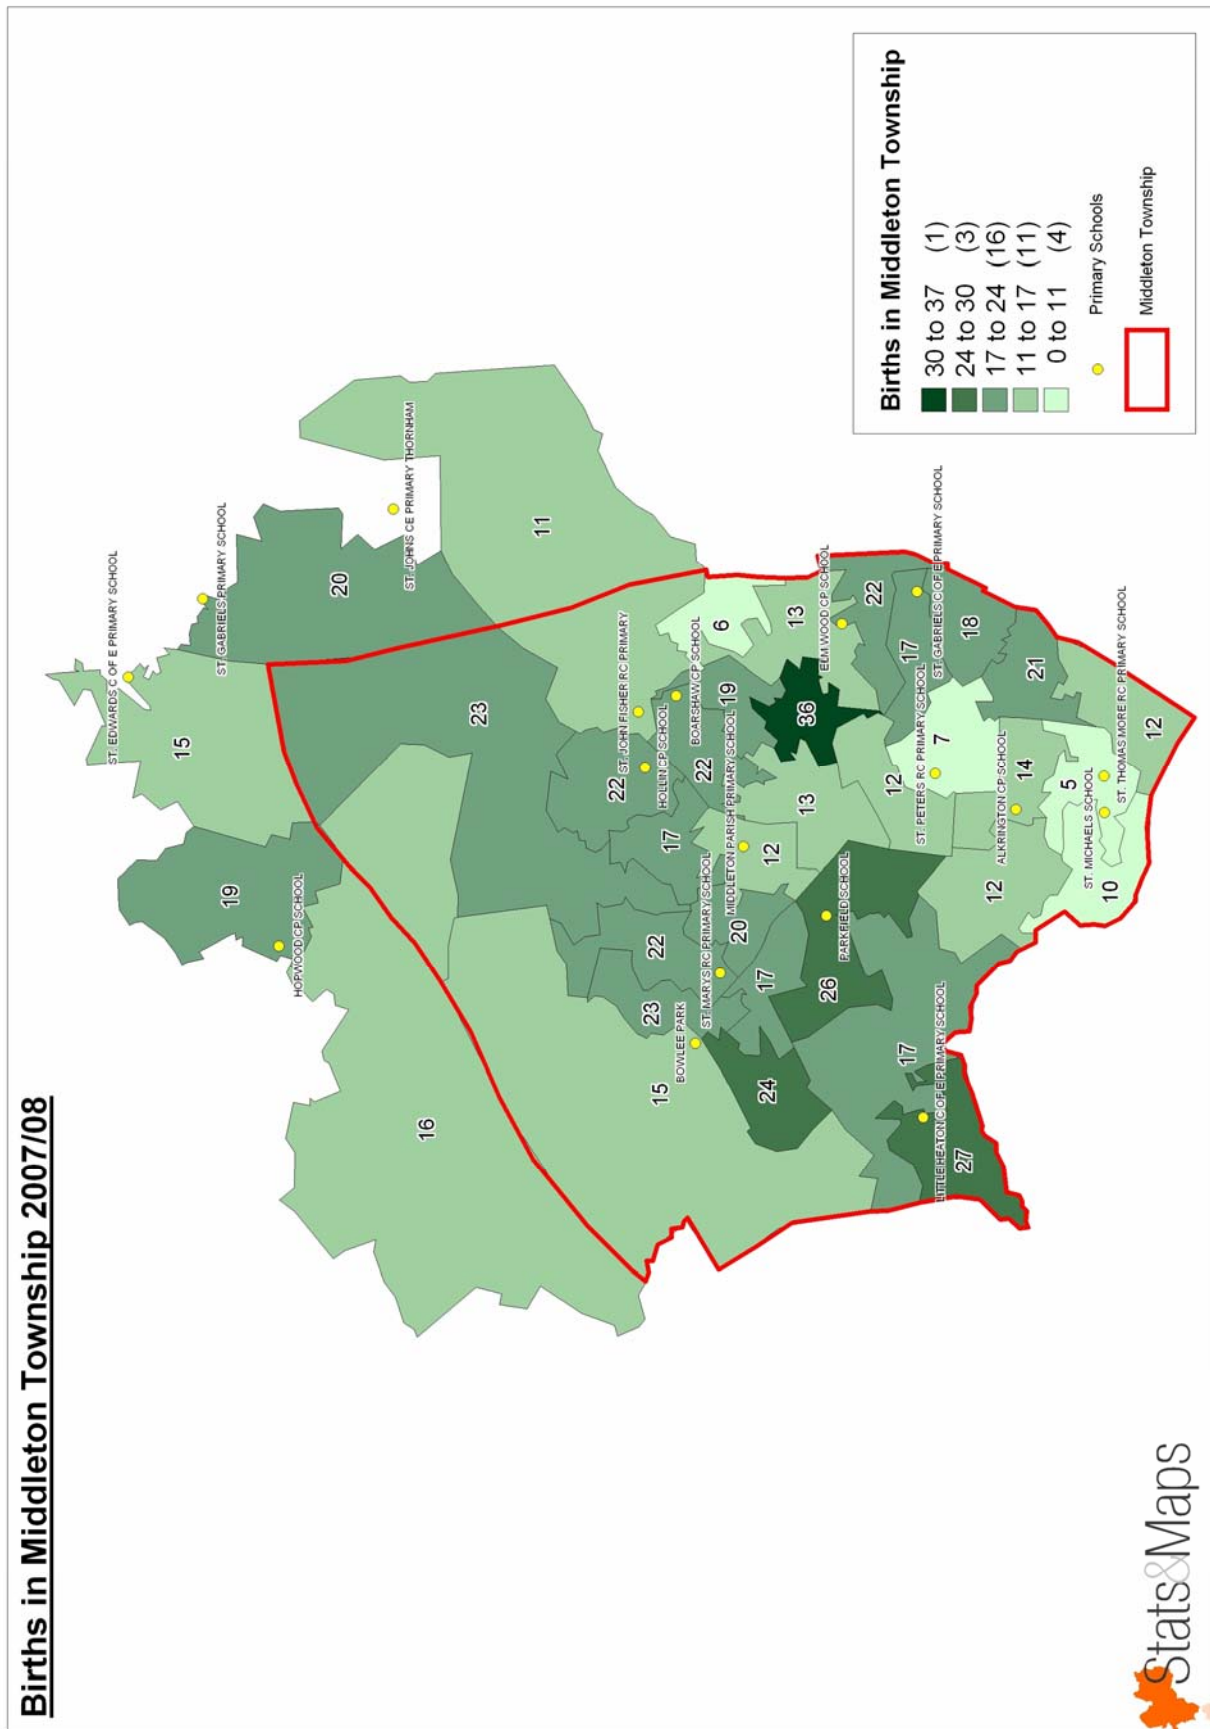 Births in Middleton Township 2007/08
ST. EDWARDS C OF E PRIMARY SCHOOL
15
ST. GABRIELS PRIMARY SCHOOL
19
HOPWOOD CP SCHOOL
20
ST. JOHNS CE PRIMARY THORNHAM
16
23
11
22
ST. JOHN FISHER RC PRIMARY
HOLLIN CP SCHOOL
BOARSHAW CP SCHOOL
23
22
17
22
19
6
15
BOWLEE PARK
ST. MARYS RC PRIMARY SCHOOL
MIDDLETON PARISH PRIMARY SCHOOL
20
12
24
17
13
36
13
ELM WOOD CP SCHOOL
26
PARKFIELD SCHOOL
22
17
12
17
ST. PETERS RC PRIMARY SCHOOL
ST. GABRIELS C OF E PRIMARY SCHOOL
LITTLE HEATON C OF E PRIMARY SCHOOL
7
18
27
12
ALKRINGTON CP SCHOOL
14
21
5
ST. MICHAELS SCHOOL
10
ST. THOMAS MORE RC PRIMARY SCHOOL
12
Births in Middleton Township
30 to 37 (1)
24 to 30 (3)
17 to 24 (16)
11 to 17 (11)
0 to 11 (4)
Primary Schools
Middleton Township
Stats&Maps